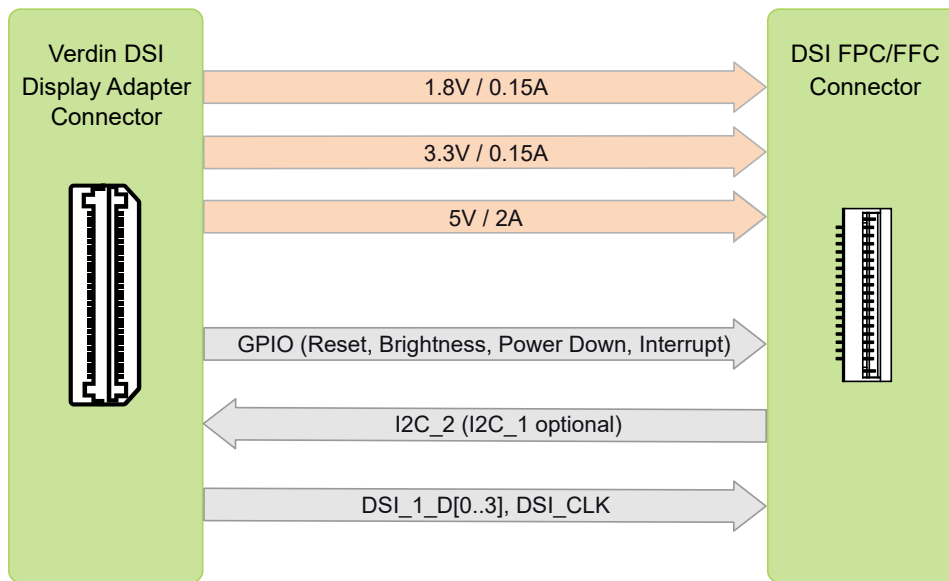 Verdin DSI
Display Adapter
Connector
DSI FPC/FFC
Connector
1.8V / 0.15A
3.3V / 0.15A
5V / 2A
GPIO (Reset, Brightness, Power Down, Interrupt)
I2C_2 (I2C_1 optional)
DSI_1_D[0..3], DSI_CLK